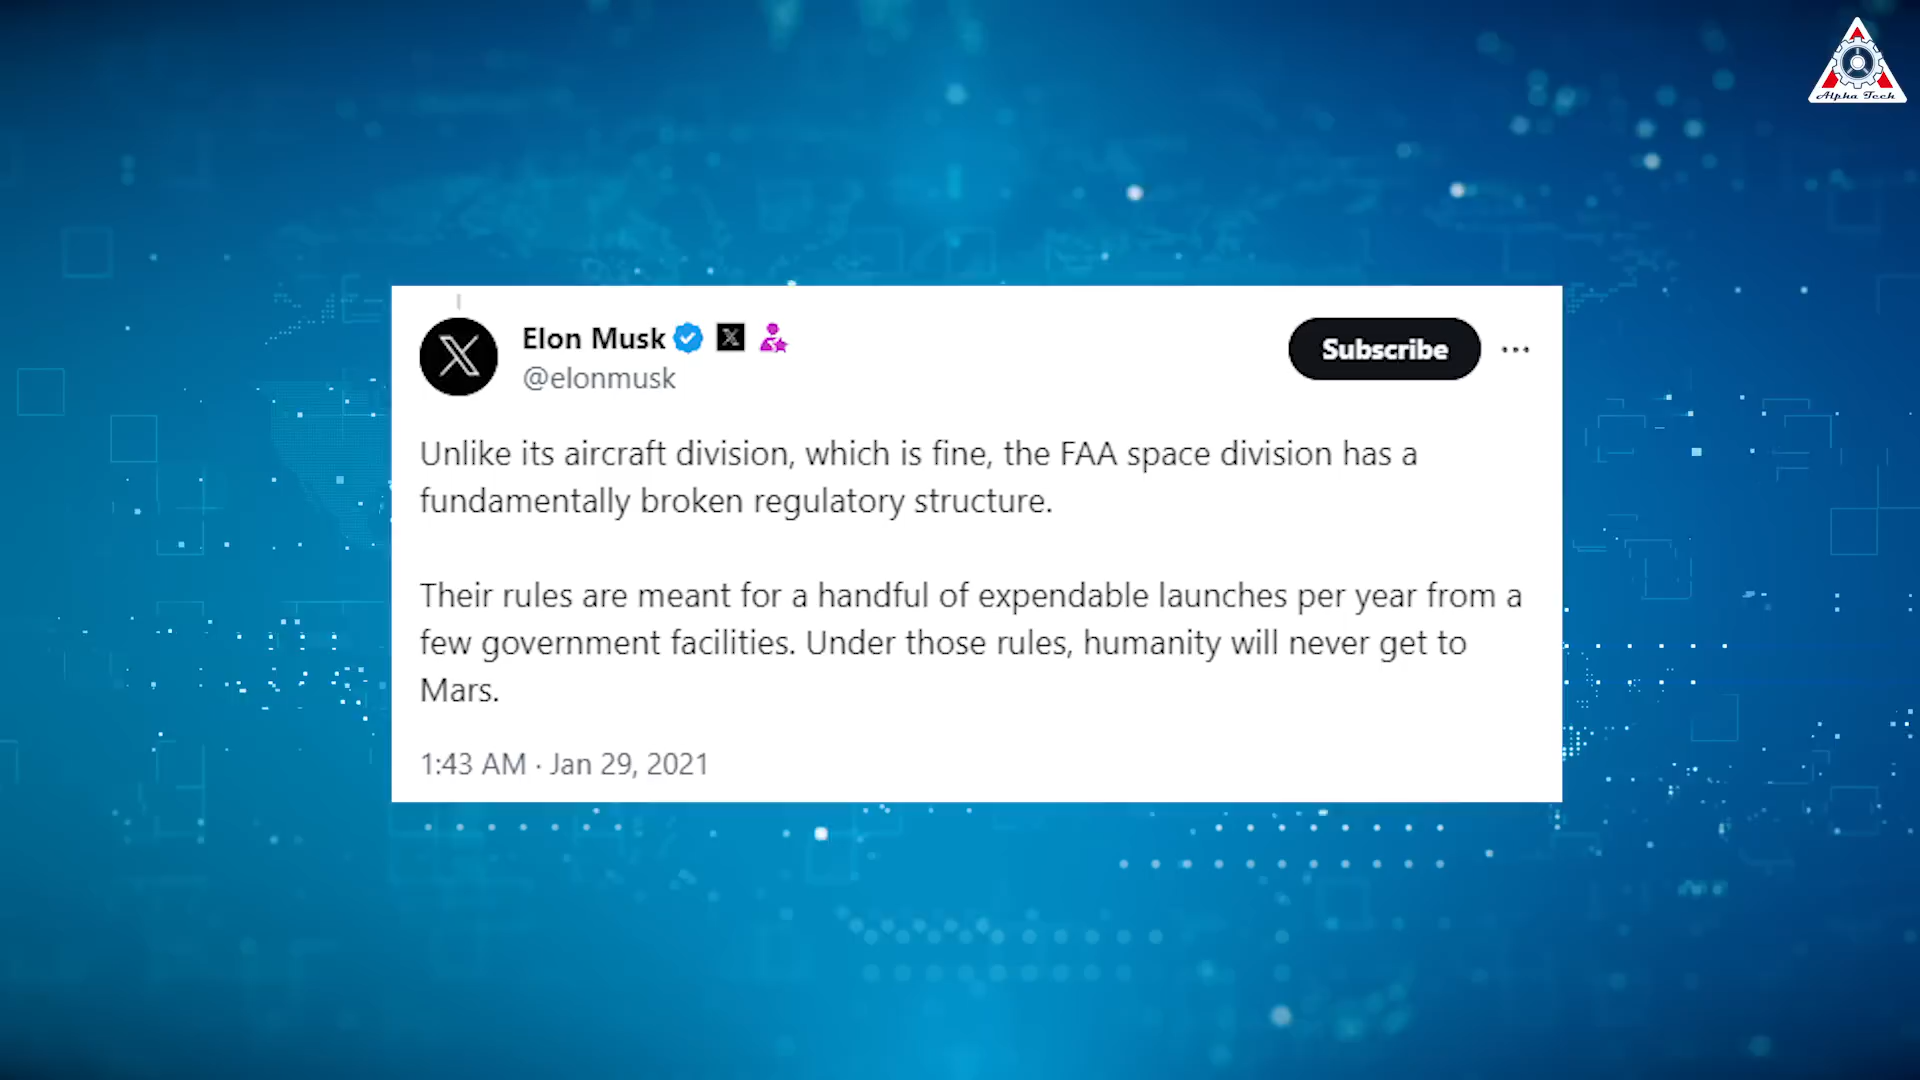 Alpha Tech
Elon Musk
@elonmusk
Subscribe
Unlike its aircraft division, which is fine, the FAA space division has a
fundamentally broken regulatory structure.
Their rules are meant for a handful of expendable launches per year from a
few government facilities. Under those rules, humanity will never get to
Mars.
1:43 AM · Jan 29, 2021